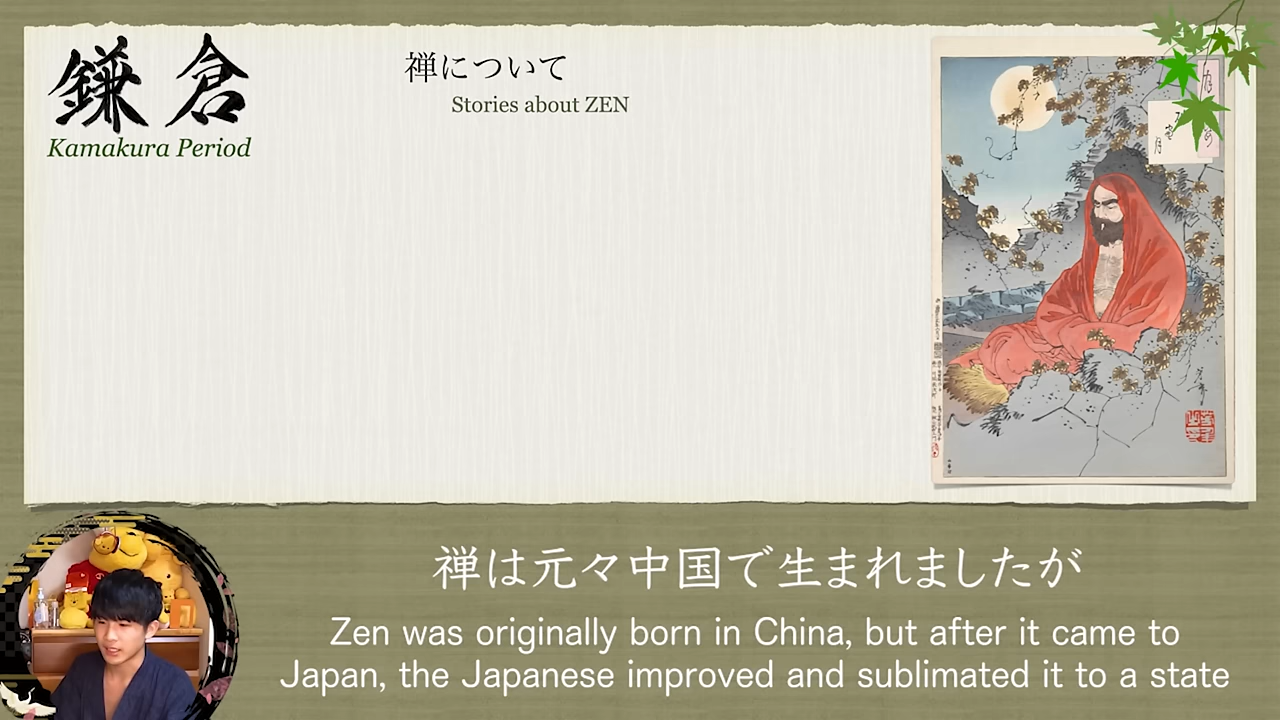 鎌倉
Kamakura Period
禅について
Stories about ZEN
禅は元々中国で生まれましたが
Zen was originally born in China, but after it came to
Japan, the Japanese improved and sublimated it to a state